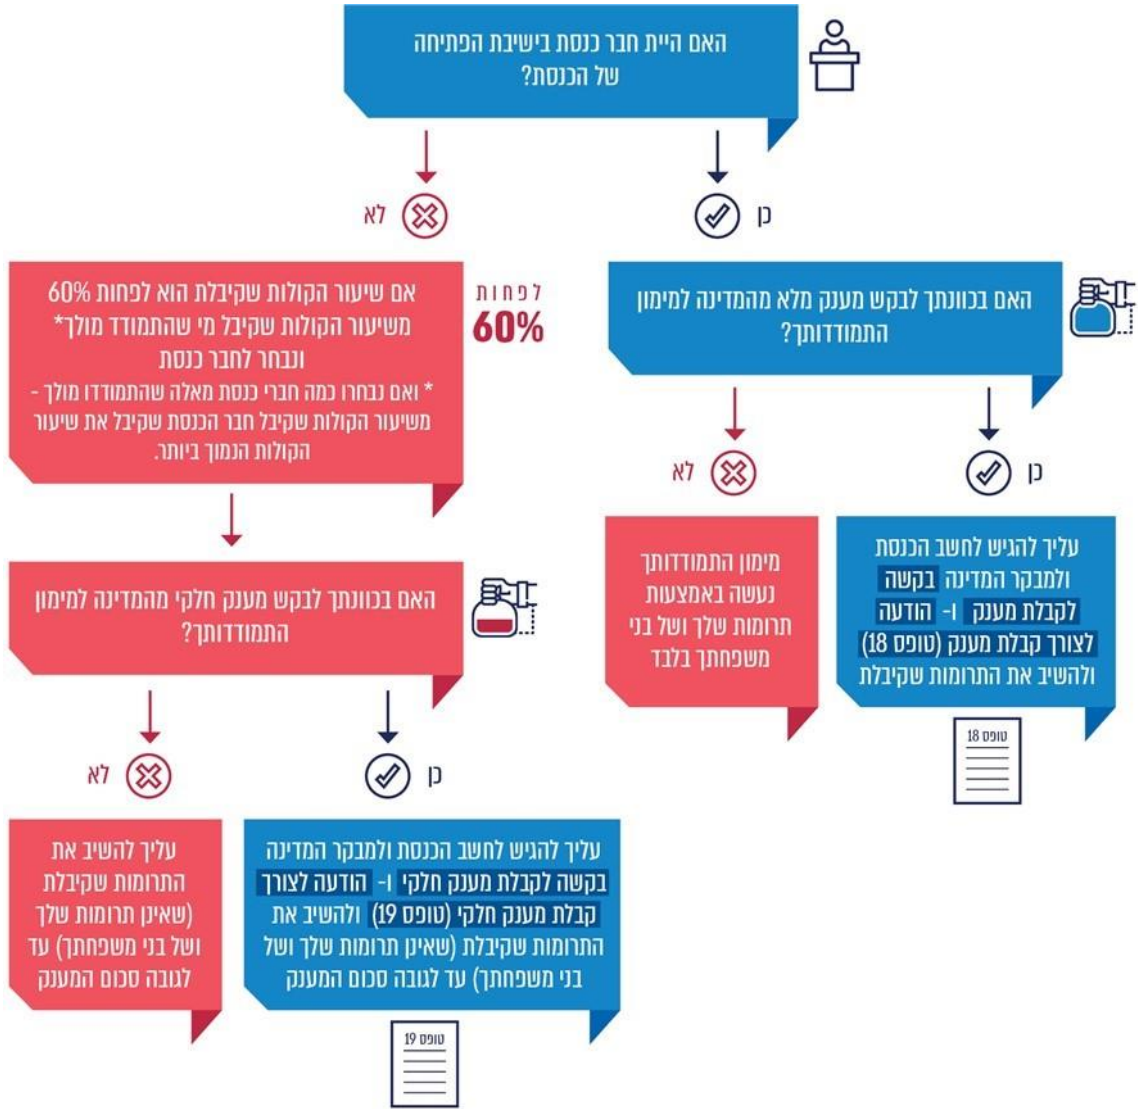 האם היית חבר כנסת בישיבת הפתיחה
של הכנסת?
כן
לא
האם בכוונתך לבקש מענק מלא מהמדינה למימון
התמודדותך?
כן
לא
עליך להגיש לחשב הכנסת
ולמבקר המדינה בקשה
לקבלת מענק ו- הודעה
לצורך קבלת מענק (טופס 18)
ולהשיב את התרומות שקיבלת
טופס 18
מימון התמודדותך
נעשה באמצעות
תרומות שלך ושל בני
משפחתך בלבד
לפחות
60%
אם שיעור הקולות שקיבלת הוא לפחות 60%
משיעור הקולות שקיבל מי שהתמודד מולך*
ונבחר לחבר כנסת
* ואם נבחרו כמה חברי כנסת מאלה שהתמודדו מולך -
משיעור הקולות שקיבל חבר הכנסת שקיבל את שיעור
הקולות הנמוך ביותר.
האם בכוונתך לבקש מענק חלקי מהמדינה למימון
התמודדותך?
כן
לא
עליך להגיש לחשב הכנסת ולמבקר המדינה
בקשה לקבלת מענק חלקי ו- הודעה לצורך
קבלת מענק חלקי (טופס 19) ולהשיב את
התרומות שקיבלת (שאינן תרומות שלך ושל
בני משפחתך) עד לגובה סכום המענק
טופס 19
עליך להשיב את
התרומות שקיבלת
(שאינן תרומות שלך
ושל בני משפחתך) עד
לגובה סכום המענק